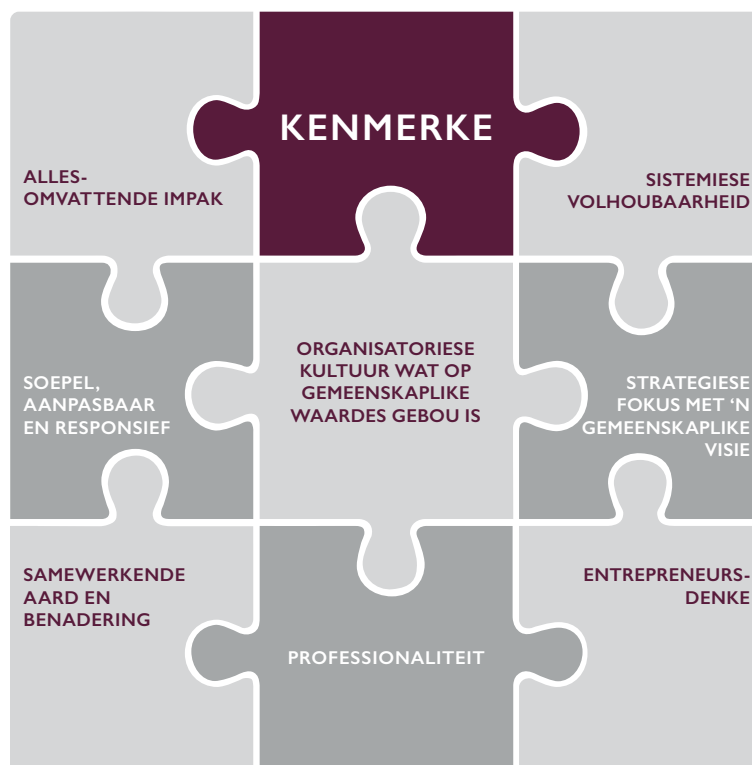 KENMERKE
ALLES-
OMVATTENDE IMPAK
SISTEMIESE
VOLHOUBAARHEID
SOEPEL,
AANPASBAAR
EN RESPONSIEF
ORGANISATORIESE
KULTUUR WAT OP
GEMEENSKAPLIKE
WAARDES GEBOU IS
STRATEGIESE
FOKUS MET ‘N
GEMEENSKAPLIKE
VISIE
SAMEWERKENDE
AARD EN
BENADERING
PROFESSIONALITEIT
ENTREPRENEURS-
DENKE